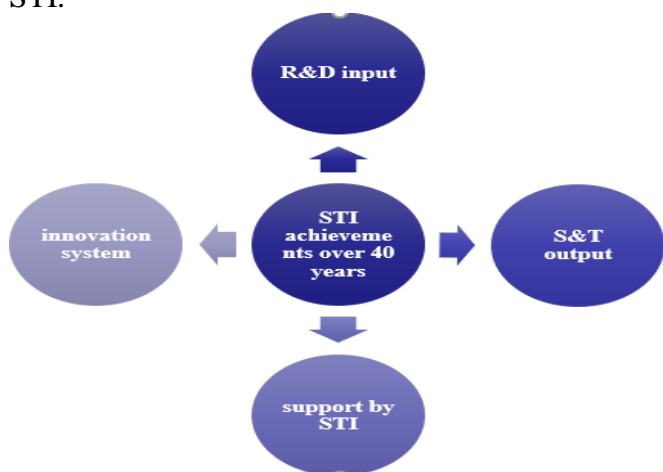 STI.
R&D input
innovation
system
STI
achieveme
nts over 40
years
S&T
output
support by
STI